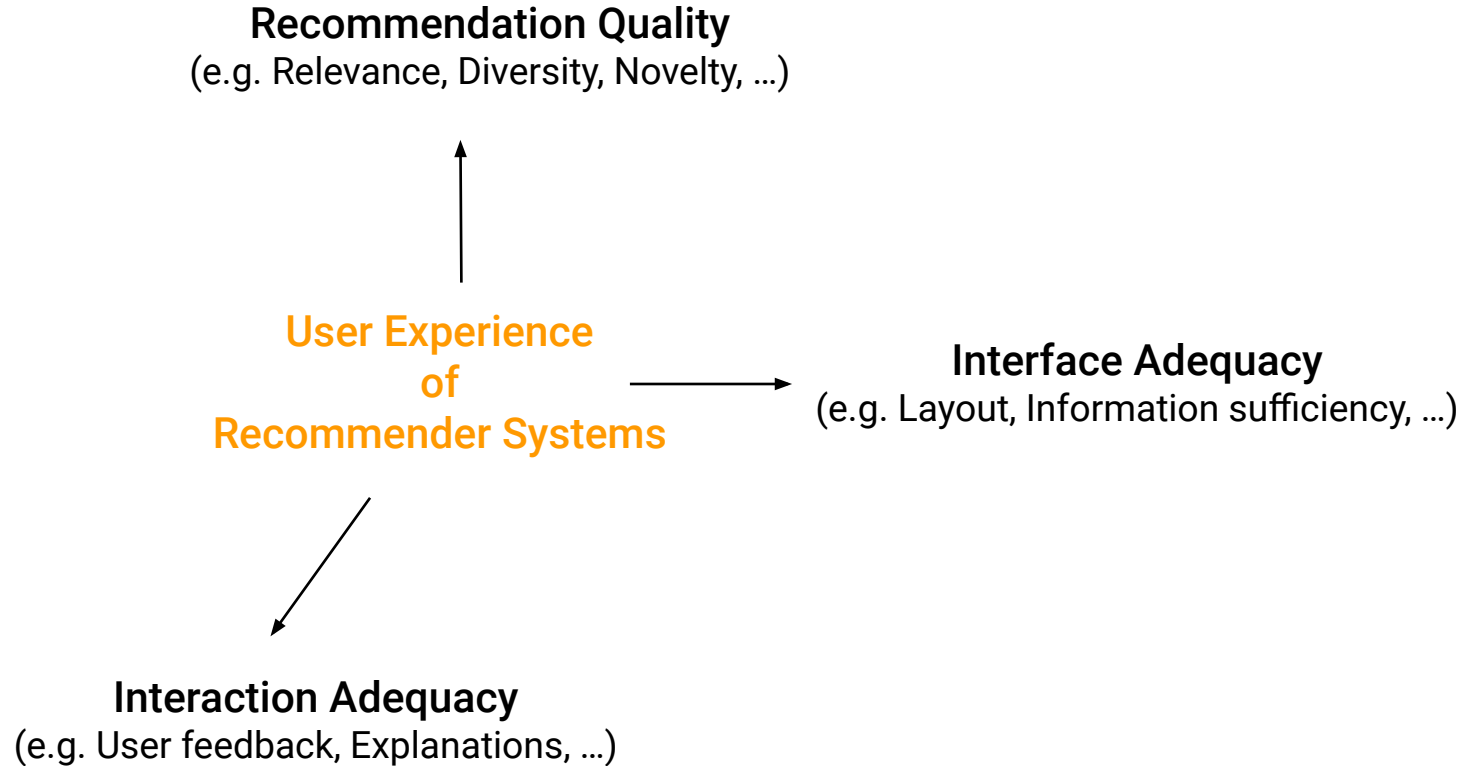 Recommendation Quality
(e.g. Relevance, Diversity, Novelty, …)
User Experience
of
Recommender Systems
Interface Adequacy
(e.g. Layout, Information sufficiency, …)
Interaction Adequacy
(e.g. User feedback, Explanations, …)